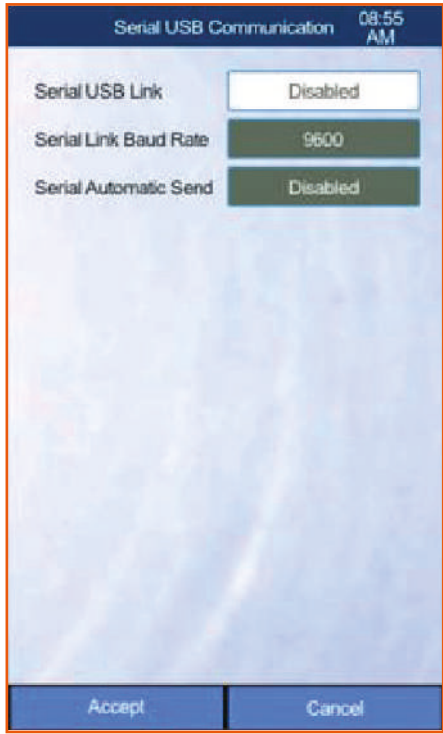 Serial USB Communication 08:55
AM
Serial USB Link Disabled
Serial Link Baud Rate 9600
Serial Automatic Send Disabled
Accept Cancel